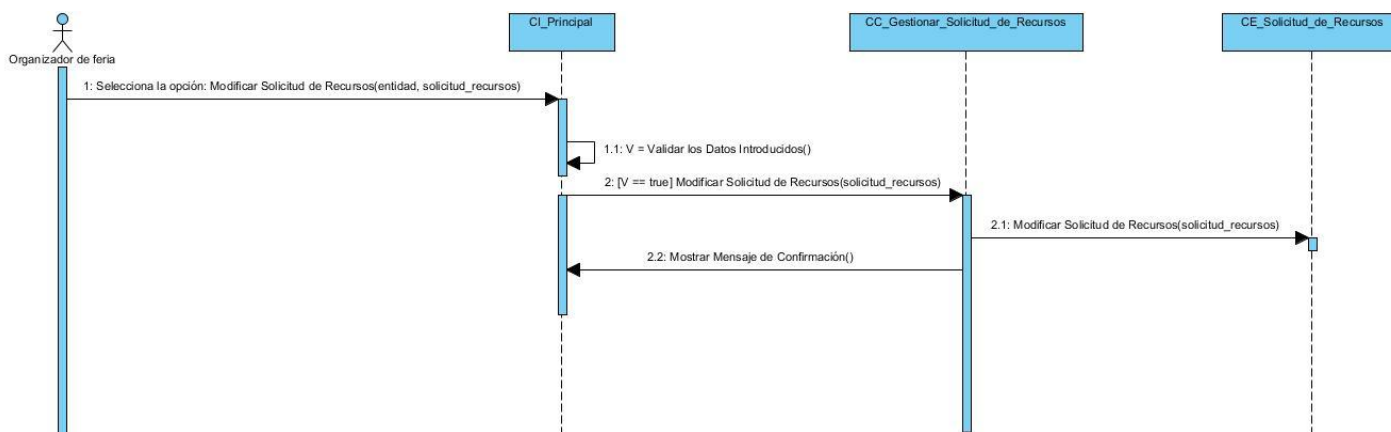 CI_Principal
CC_Gestionar_Solicitud_de_Recursos
CE_Solicitud_de_Recursos
Organizador de feria
1: Selecciona la opción: Modificar Solicitud de Recursos(entidad, solicitud_recursos)
1.1: V = Validar los Datos Introducidos()
2: [V == true] Modificar Solicitud de Recursos(solicitud_recursos)
2.1: Modificar Solicitud de Recursos(solicitud_recursos)
2.2: Mostrar Mensaje de Confirmación()